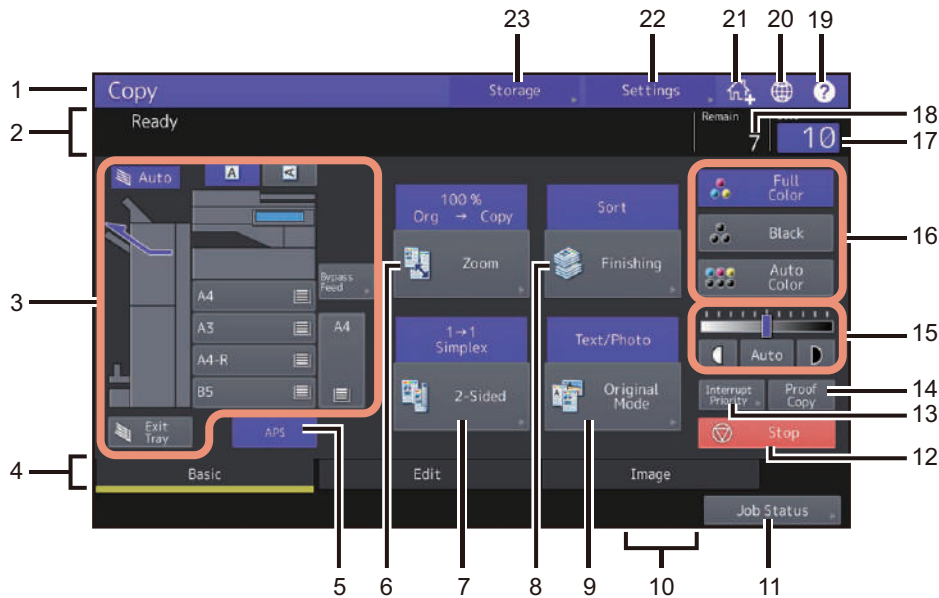 23
22
21
20
19
1
Copy
Storage
Settings
?
2
Ready
Remain
7
10
18
17
3
Auto
A
A
100 %
Org → Copy
Zoom
Sort
Finishing
Full
Color
Black
Auto
Color
16
Bypass
Feed
A4
A3
A4-R
B5
A4
1→1
Simplex
2-Sided
Text/Photo
Original
Mode
Auto
15
Interrupt
Priority
Proof
Copy
14
13
Stop
12
Exit
Tray
APS
4
Basic
Edit
Image
Job Status
5
6
7
8
9
10
11